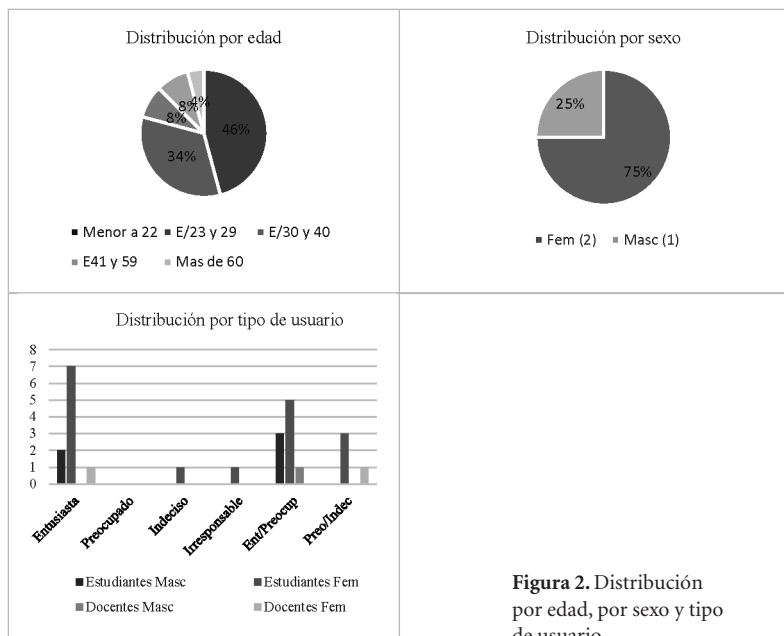 Distribución por edad
4%
8%
8%
46%
34%
Menor a 22 E/23 y 29 E/30 y 40
E41 y 59 Mas de 60
Distribución por sexo
25%
75%
Fem (2) Masc (1)
Distribución por tipo de usuario
8
7
6
5
4
3
2
1
0
Entusiasta
Preocupado
Indeciso
Irresponsable
Ent/Preocup
Preo/Indec
Estudiantes Masc Estudiantes Fem
Docentes Masc Docentes Fem
Figura 2. Distribución
por edad, por sexo y tipo
de usuario